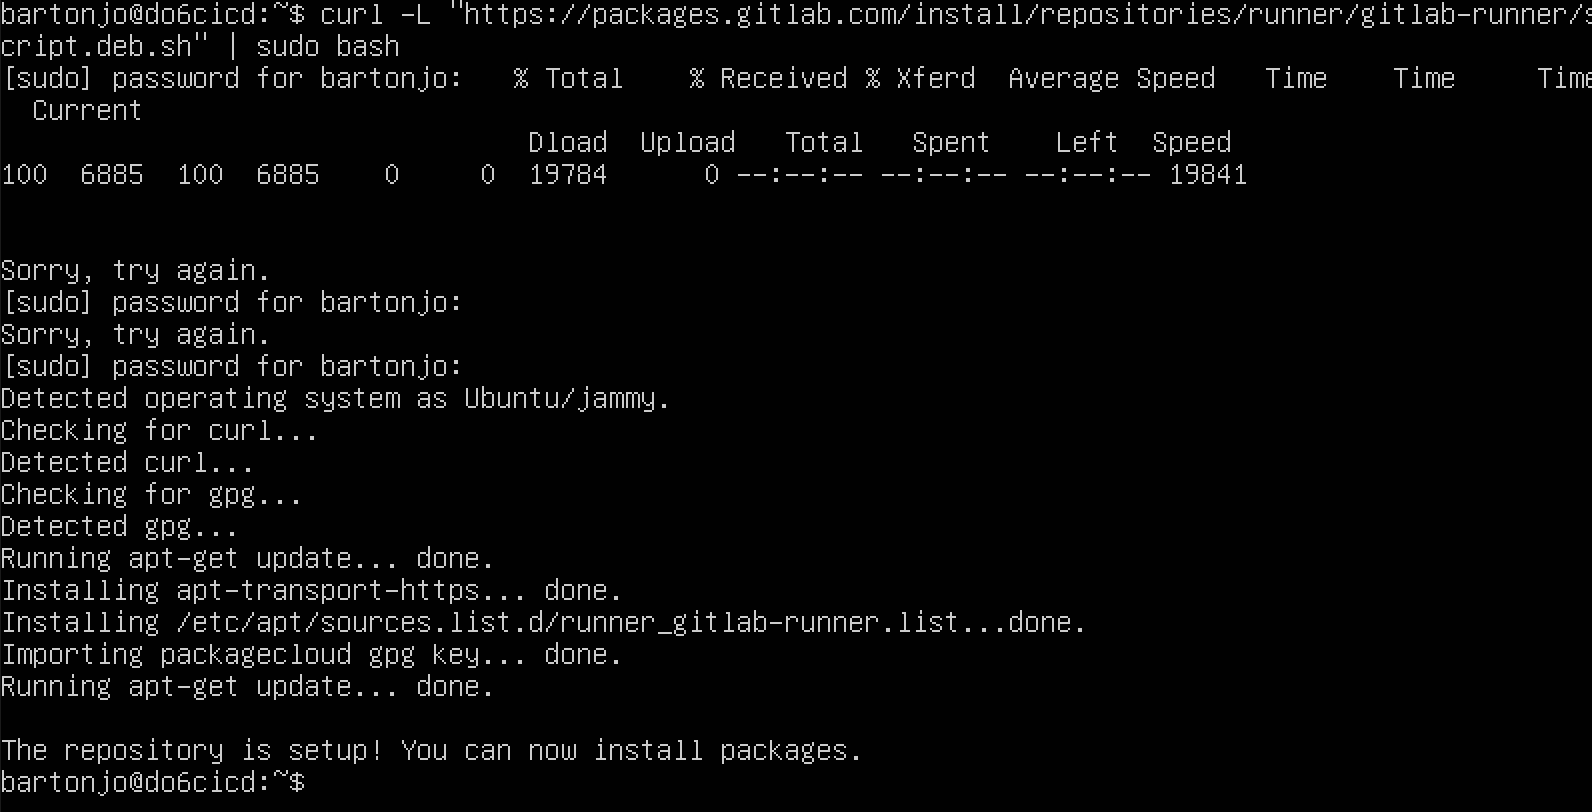 bartonjo@do6cicd:~$ curl -L "https://packages.gitlab.com/install/repositories/runner/gitlab-runner/s
cript.deb.sh" | sudo bash
[sudo] password for bartonjo:   % Total    % Received % Xferd  Average Speed   Time    Time     Time
  Current
                                 Dload  Upload   Total   Spent    Left  Speed
100  6885  100  6885    0     0  19784      0 --:--:-- --:--:-- --:--:-- 19841
Sorry, try again.
[sudo] password for bartonjo:
Sorry, try again.
[sudo] password for bartonjo:
Detected operating system as Ubuntu/jammy.
Checking for curl...
Detected curl...
Checking for gpg...
Detected gpg...
Running apt-get update... done.
Installing apt-transport-https... done.
Installing /etc/apt/sources.list.d/runner_gitlab-runner.list...done.
Importing packagecloud gpg key... done.
Running apt-get update... done.
The repository is setup! You can now install packages.
bartonjo@do6cicd:~$